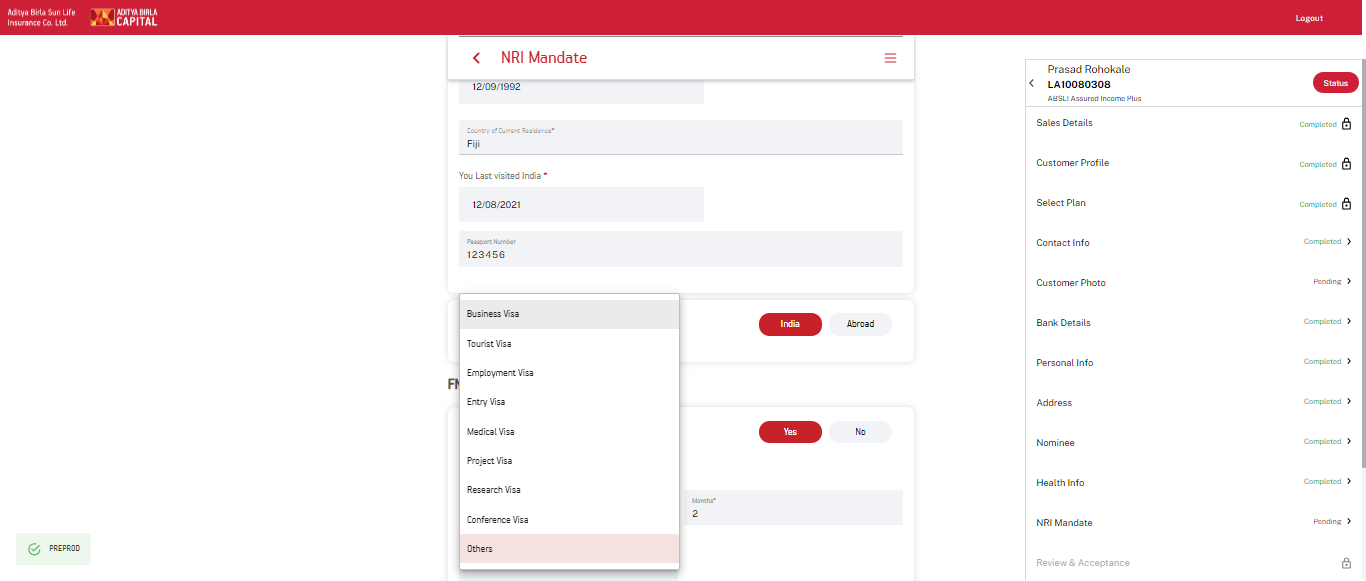 Aditya Birla Sun Life
Insurance Co. Ltd.
ADITYA BIRLA
CAPITAL
Logout
NRI Mandate
12/09/1992
Country of Current Residence*
Fiji
You Last visited India *
12/08/2021
Passport Number
123456
Business Visa
Tourist Visa
Employment Visa
Entry Visa
Medical Visa
Project Visa
Research Visa
Conference Visa
Others
India
Abroad
Yes
No
Months*
2
PREPROD
Prasad Rohokale
LA10080308
ABSLI Assured Income Plus
Status
Sales Details
Completed
Customer Profile
Completed
Select Plan
Completed
Contact Info
Completed
Customer Photo
Pending
Bank Details
Completed
Personal Info
Completed
Address
Completed
Nominee
Completed
Health Info
Completed
NRI Mandate
Pending
Review & Acceptance